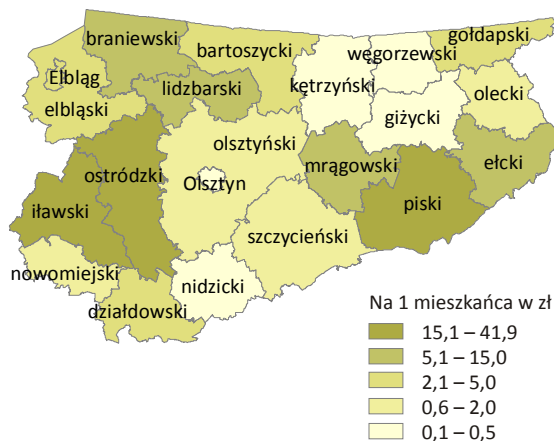 braniewski
bartoszycki
gołdapski
węgorzewski
kętrzyński
Elbląg
elbląski
lidzbarski
olecki
giżycki
olsztyński
mrągowski
ełcki
ostródzki
Olsztyn
iławski
piski
szczycieński
nowomiejski
nidzicki
działdowski
Na 1 mieszkańca w zł
15,1 – 41,9
5,1 – 15,0
2,1 – 5,0
0,6 – 2,0
0,1 – 0,5